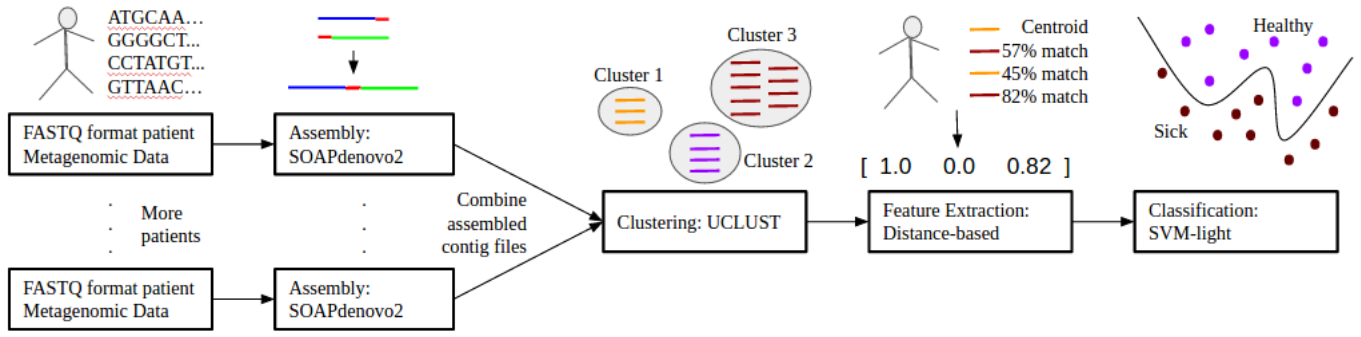 ATGCAA...
GGGGCT...
CCTATGT...
GTTAAC...
FASTQ format patient
Metagenomic Data
Assembly:
SOAPdenovo2
.
.
.
More
patients
.
.
.
Combine
assembled
contig files
FASTQ format patient
Metagenomic Data
Assembly:
SOAPdenovo2
Cluster 1
Cluster 3
Cluster 2
Clustering: UCLUST
Centroid
57% match
45% match
82% match
[ 1.0 0.0 0.82 ]
Feature Extraction:
Distance-based
Healthy
Sick
Classification:
SVM-light